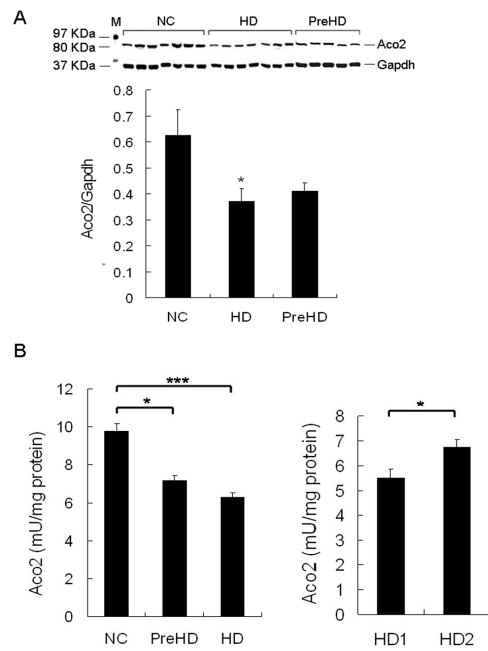 A
M NC HD PreHD
97 KDa
80 KDa Aco2
37 KDa Gapdh
0.8
0.7
0.6
0.5
0.4
0.3
0.2
0.1
0
Aco2/Gapdh
*
NC HD PreHD
B
12
10
8
6
4
2
0
Aco2 (mU/mg protein)
***
*
NC PreHD HD
8
7
6
5
4
3
2
1
0
Aco2 (mU/mg protein)
*
HD1 HD2